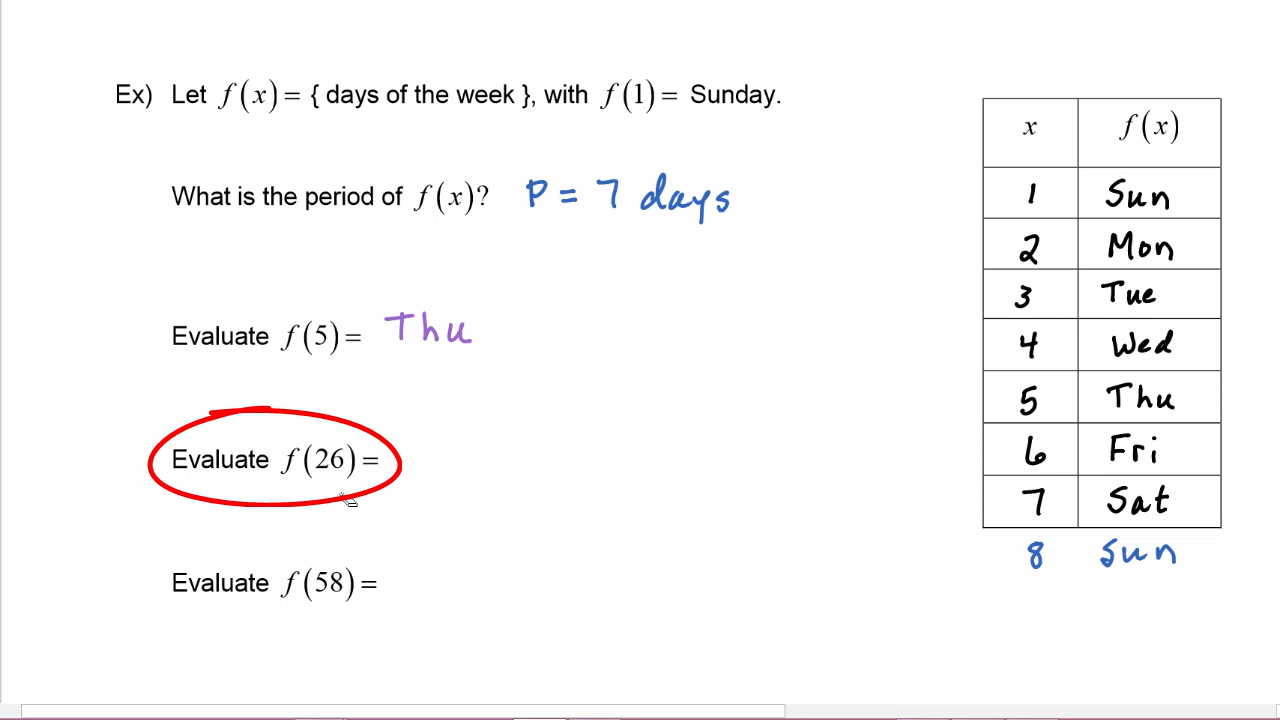 Ex) Let f(x) = { days of the week }, with f(1) = Sunday.
What is the period of f(x)? P = 7 days
Evaluate f(5) = Thu
Evaluate f(26) =
Evaluate f(58) =
x f(x)
1 Sun
2 Mon
3 Tue
4 Wed
5 Thu
6 Fri
7 Sat
8 Sun